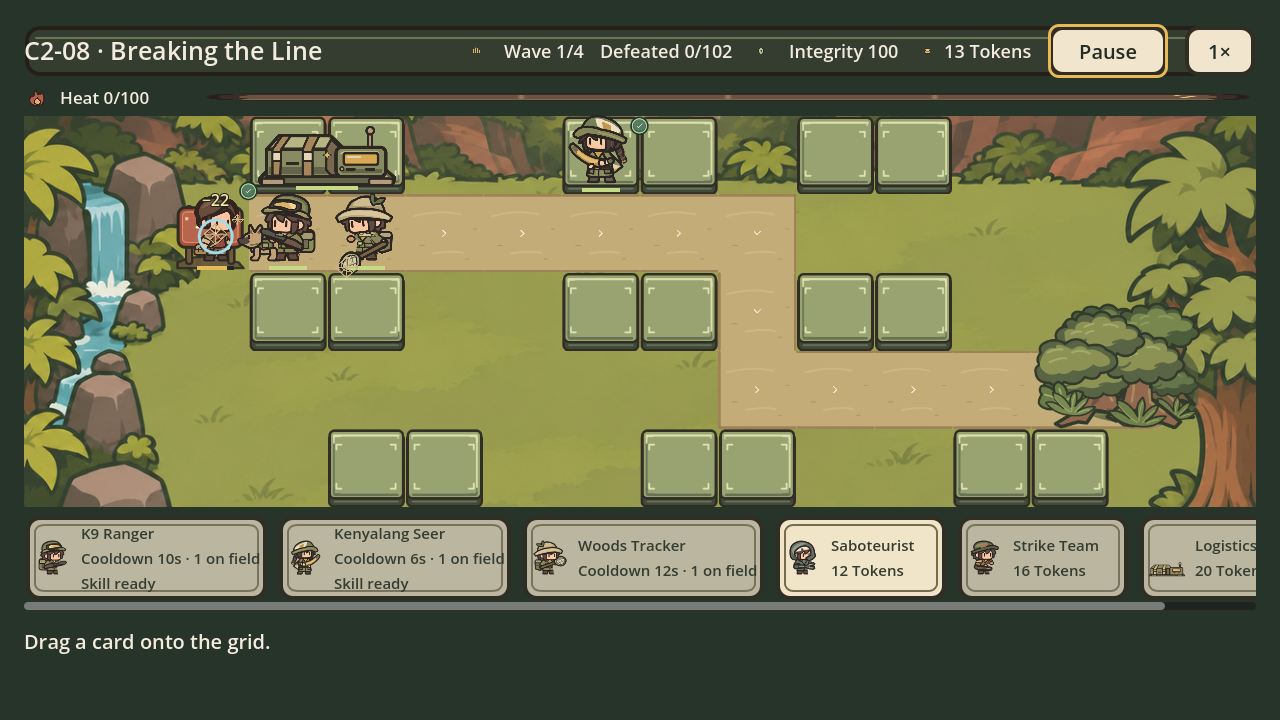 C2-08 · Breaking the Line
Wave 1/4
Defeated 0/102
Integrity 100
13 Tokens
Pause
1×
Heat 0/100
−22
K9 Ranger
Cooldown 10s · 1 on field
Skill ready
Kenyalang Seer
Cooldown 6s · 1 on field
Skill ready
Woods Tracker
Cooldown 12s · 1 on field
Saboteurist
12 Tokens
Strike Team
16 Tokens
Logistics
20 Token
Drag a card onto the grid.